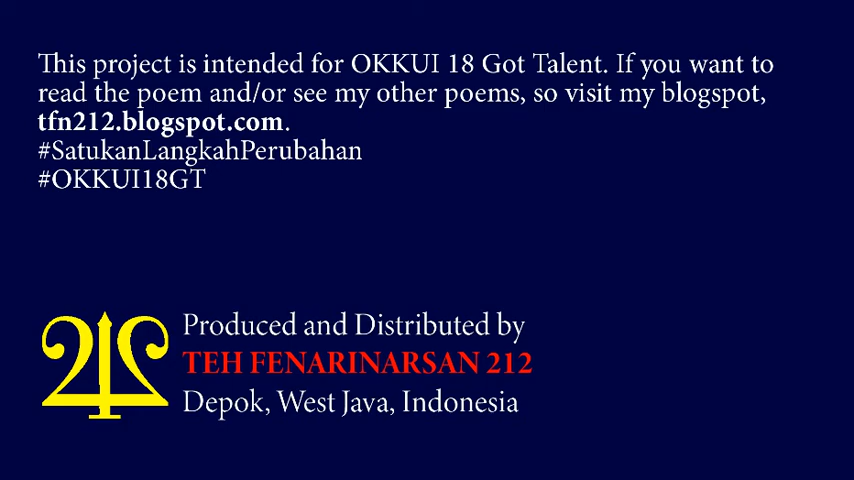 This project is intended for OKKUI 18 Got Talent. If you want to
read the poem and/or see my other poems, so visit my blogspot,
tfn212.blogspot.com.
#SatukanLangkahPerubahan
#OKKUI18GT
212
Produced and Distributed by
TEH FENARINARSAN 212
Depok, West Java, Indonesia